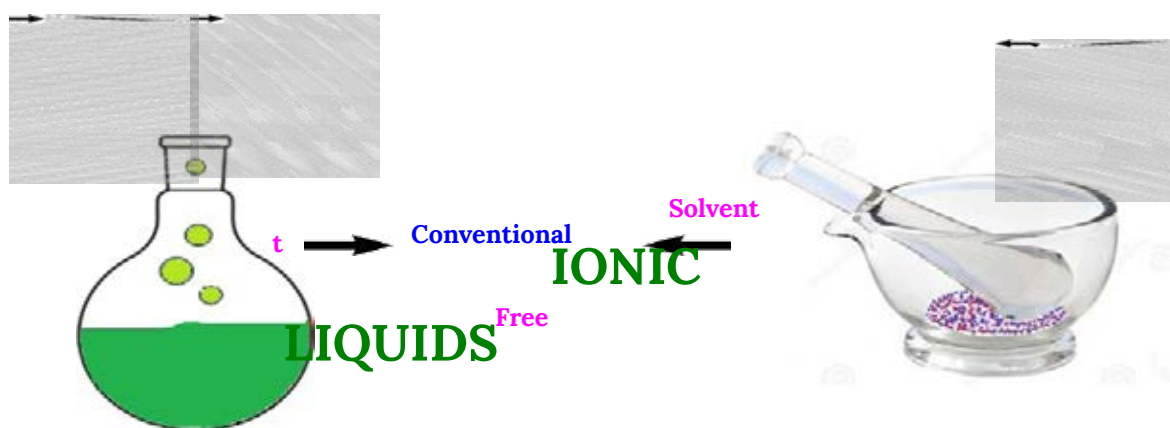 Solvent
t
Conventional
IONIC
Free
LIQUIDS